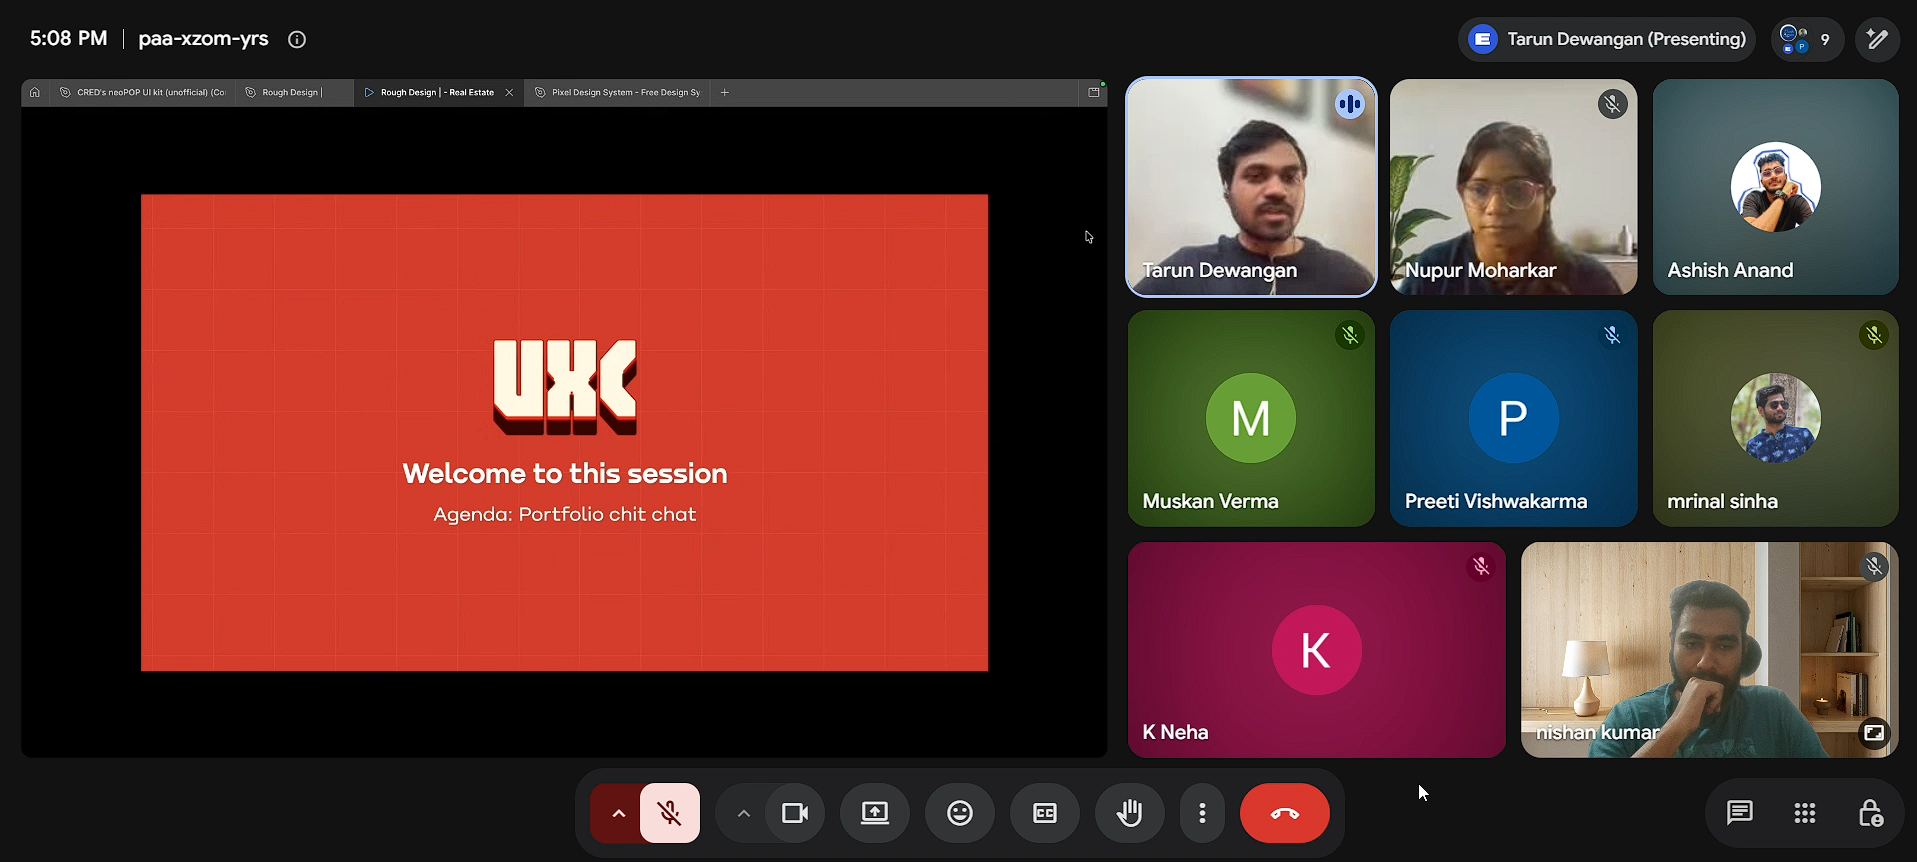 5:08 PM | paa-xzom-yrs
Tarun Dewangan (Presenting)
P
9
CRED's neoPOP UI kit (unofficial) (Co
Rough Design |
Rough Design | - Real Estate
Pixel Design System - Free Design Sy
UXC
Welcome to this session
Agenda: Portfolio chit chat
Tarun Dewangan
Nupur Moharkar
Ashish Anand
M
Muskan Verma
P
Preeti Vishwakarma
mrinal sinha
K
K Neha
nishan kumar
CC